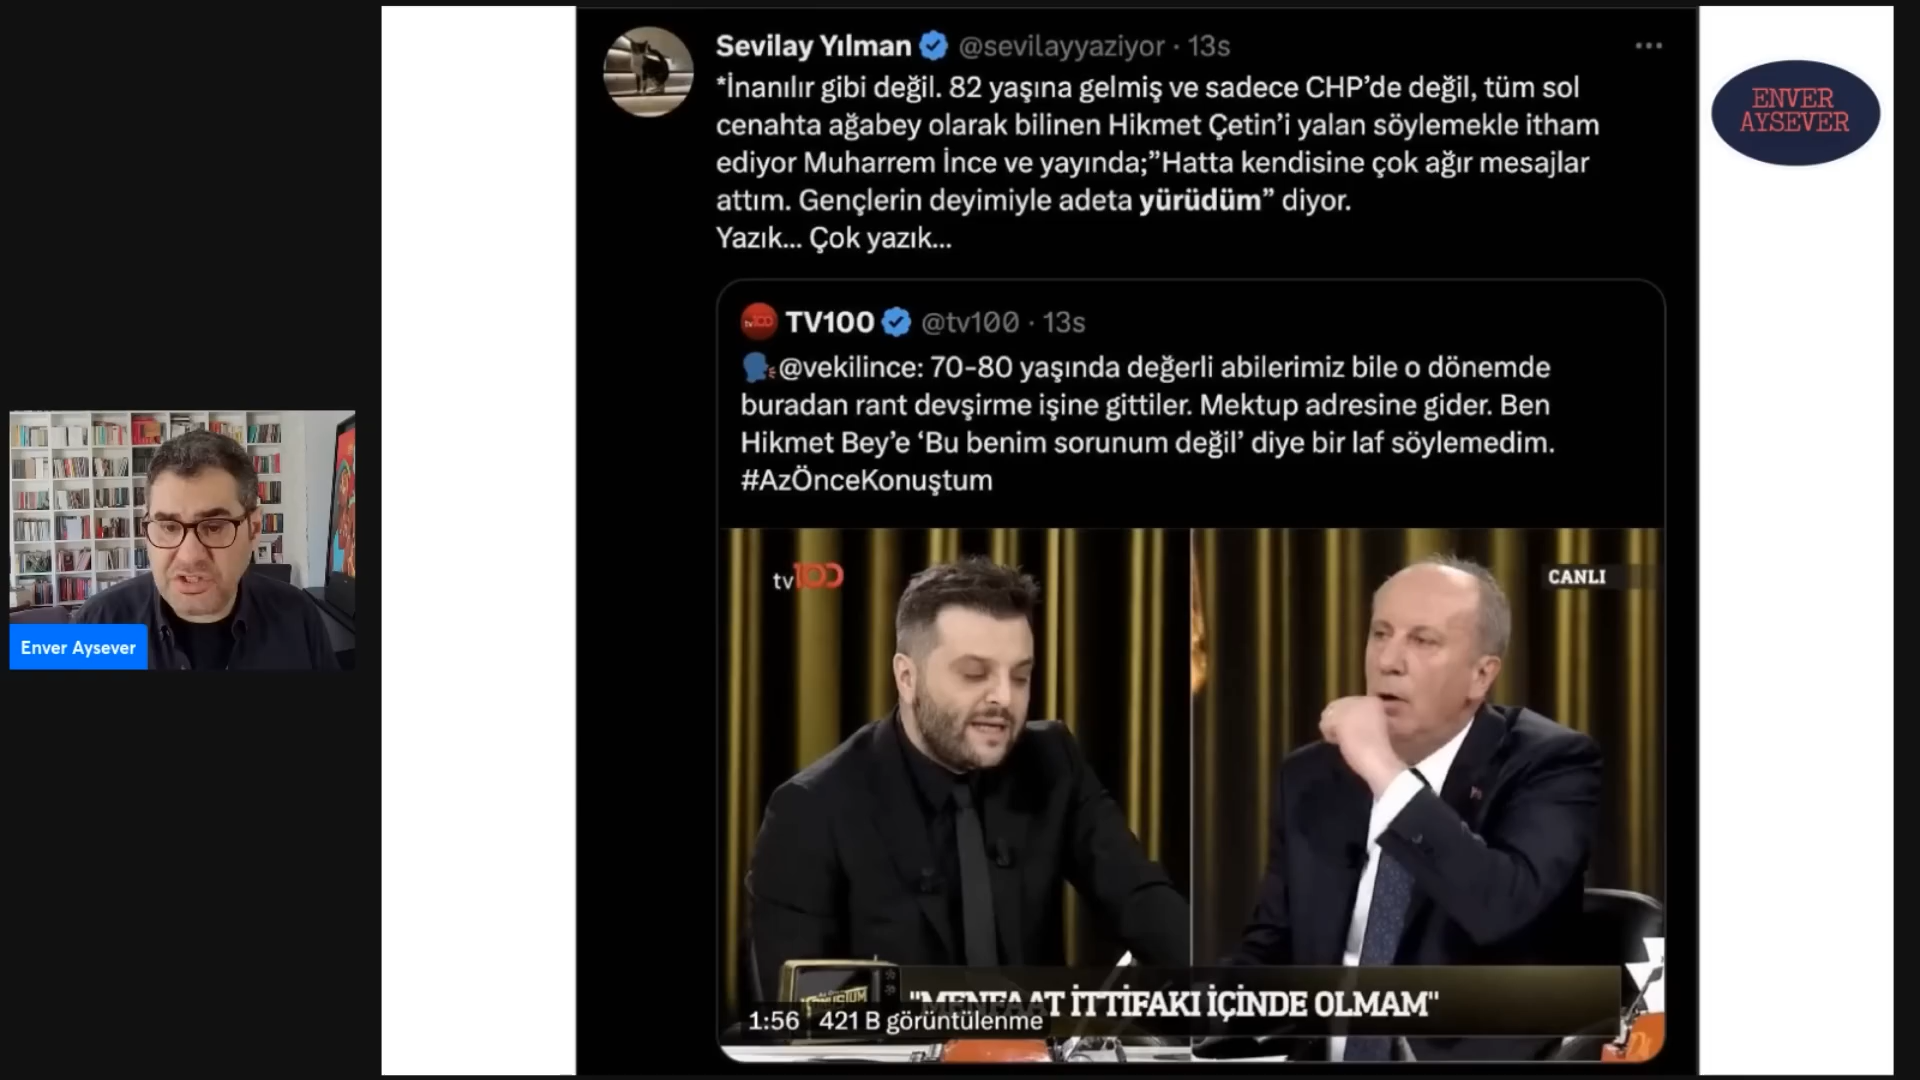 Sevilay Yılman @sevilayyaziyor · 13s
*İnanılır gibi değil. 82 yaşına gelmiş ve sadece CHP’de değil, tüm sol
cenahta ağabey olarak bilinen Hikmet Çetin’i yalan söylemekle itham
ediyor Muharrem İnce ve yayında;”Hatta kendisine çok ağır mesajlar
attım. Gençlerin deyimiyle adeta yürüdüm” diyor.
Yazık... Çok yazık...
TV100 @tv100 · 13s
@vekilince: 70-80 yaşında değerli abilerimiz bile o dönemde
buradan rant devşirme işine gittiler. Mektup adresine gider. Ben
Hikmet Bey’e ‘Bu benim sorunum değil’ diye bir laf söylemedim.
#AzÖnceKonuştum
tv100
CANLI
KONUŞTUM
"MENFAAT İTTİFAKI İÇİNDE OLMAM"
1:56 421 B görüntülenme
ENVER
AYSEVER
Enver Aysever